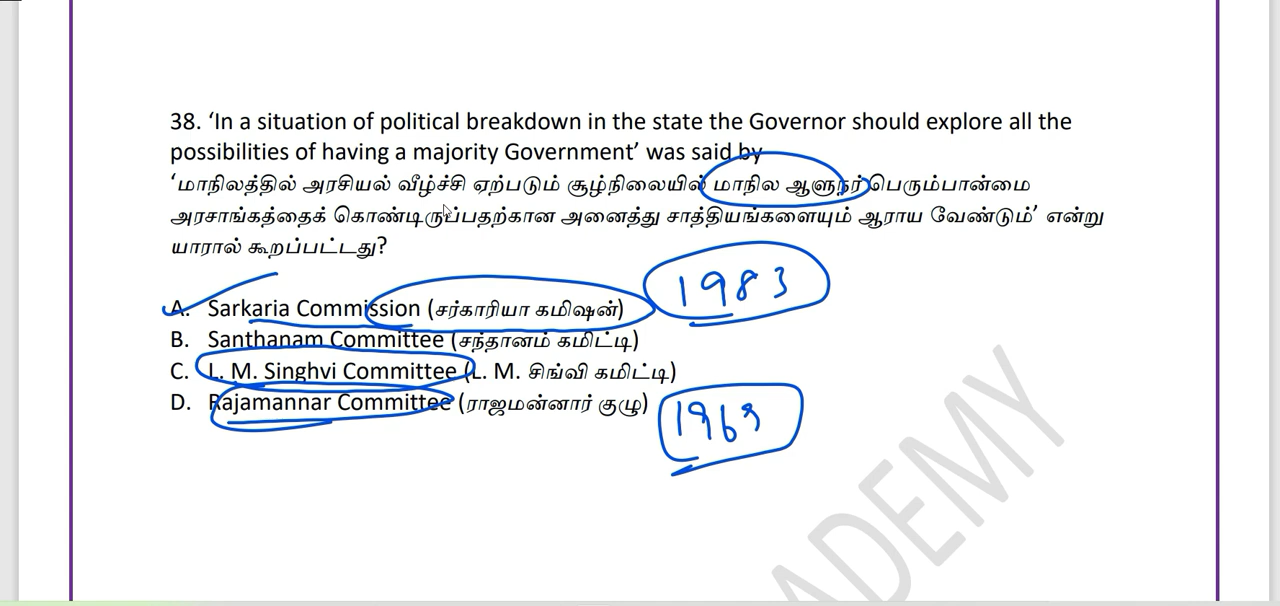 38. ‘In a situation of political breakdown in the state the Governor should explore all the
possibilities of having a majority Government’ was said by
‘மாநிலத்தில் அரசியல் வீழ்ச்சி ஏற்படும் சூழ்நிலையில் மாநில ஆளுநர் பெரும்பான்மை
அரசாங்கத்தைக் கொண்டிருப்பதற்கான அனைத்து சாத்தியங்களையும் ஆராய வேண்டும்’ என்று
யாரால் கூறப்பட்டது?
1983
A. Sarkaria Commission (சர்காரியா கமிஷன்)
B. Santhanam Committee (சந்தானம் கமிட்டி)
C. L. M. Singhvi Committee (L. M. சிங்வி கமிட்டி)
D. Rajamannar Committee (ராஜமன்னார் குழு)
1969
ADEMY